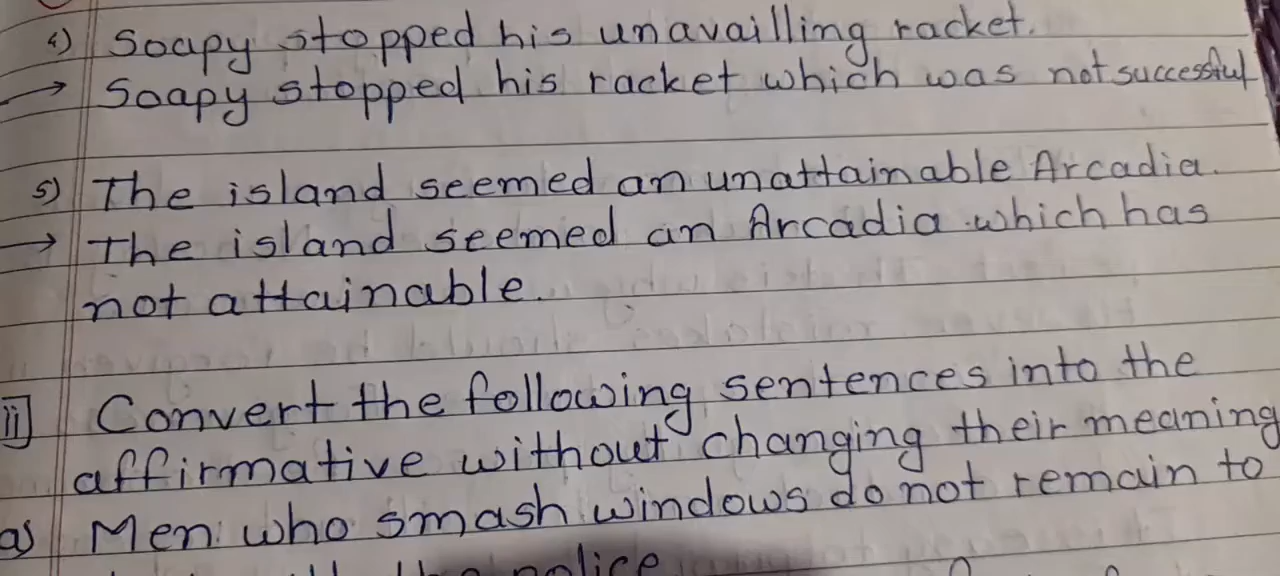 4) Soapy stopped his unavailling racket.
→ Soapy stopped his racket which was not successful
5) The island seemed an unattainable Arcadia.
→ The island seemed an Arcadia which has
not attainable.
ii] Convert the following sentences into the
affirmative without changing their meaning
a) Men who smash windows do not remain to
the police